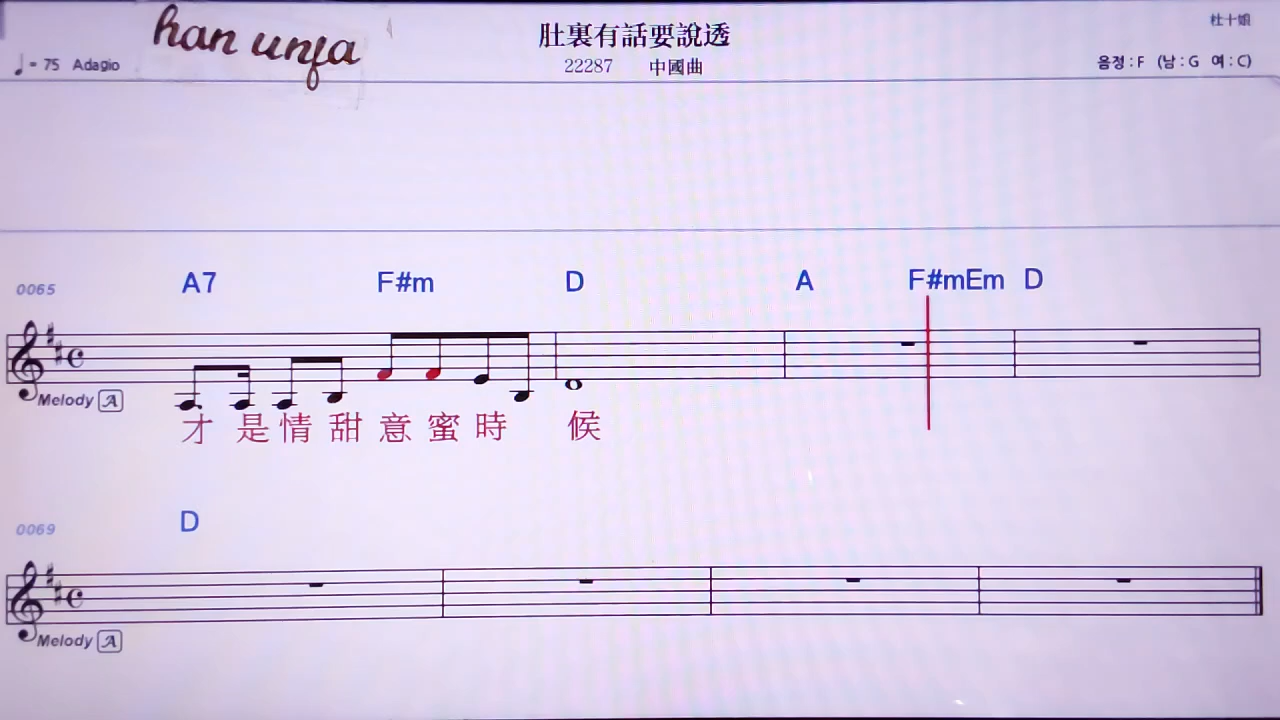 han unfa
肚裏有話要說透
杜十娘
♩= 75 Adagio
22287 中國曲
음정 : F (남 : G 여 : C)
0065 A7 F#m D A F#mEm D
Melody A
才是情甜意蜜時候
0069 D
Melody A